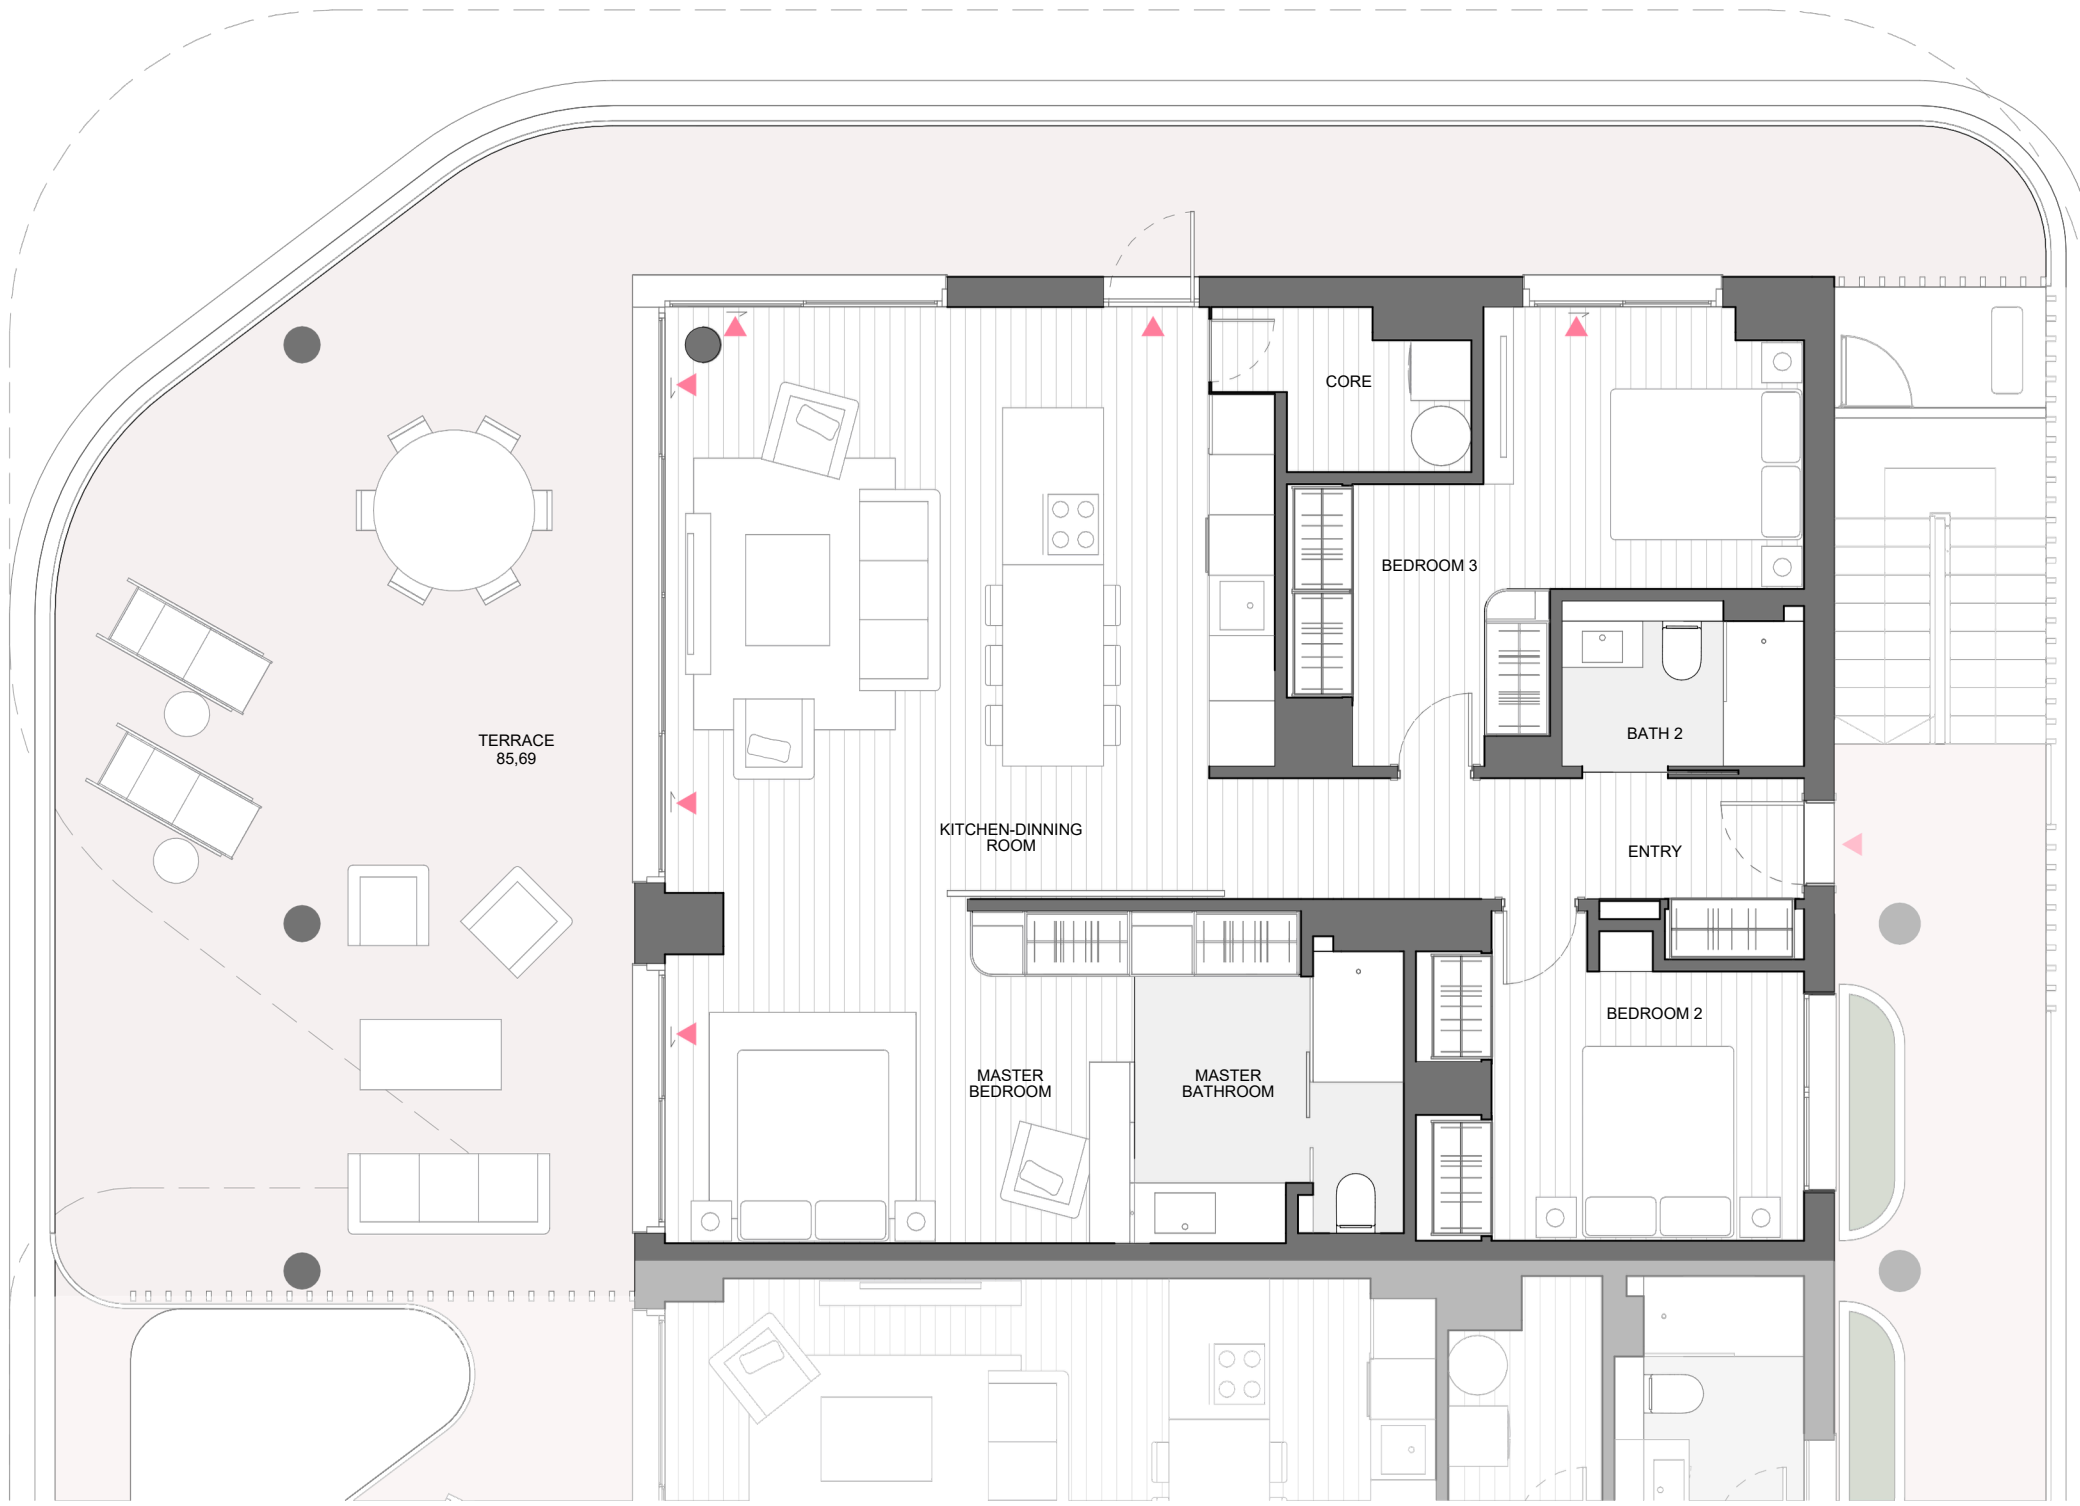 CORE
BEDROOM 3
TERRACE
85,69
BATH 2
KITCHEN-DINNING
ROOM
ENTRY
BEDROOM 2
MASTER
BEDROOM
MASTER
BATHROOM